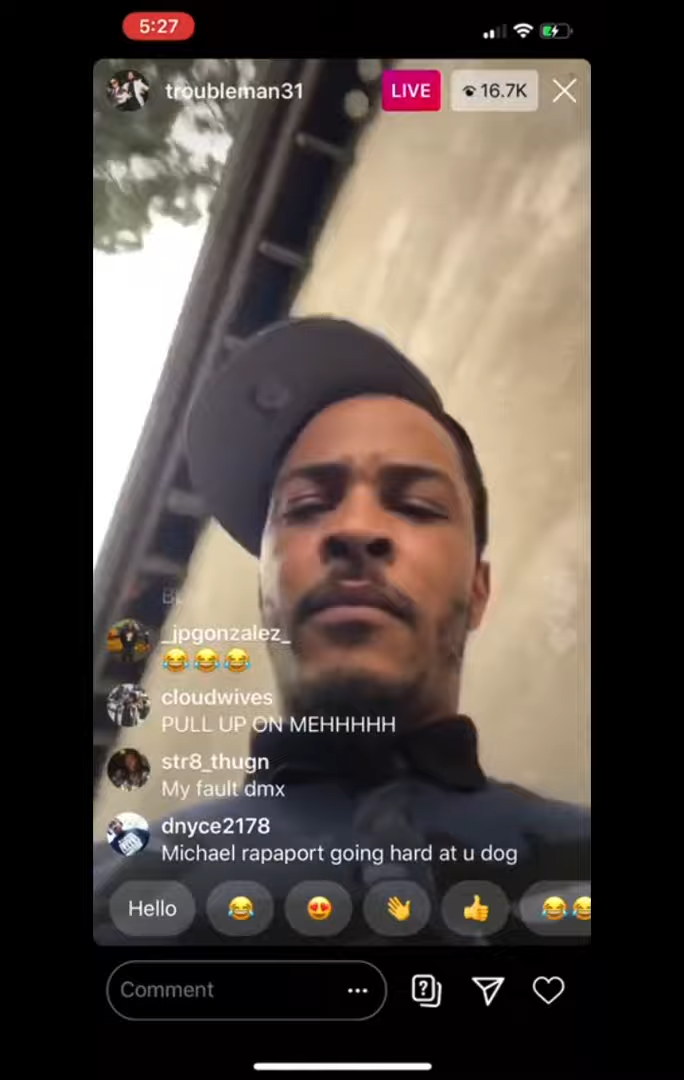 5:27
troubleman31
LIVE
16.7K
_jpgonzalez_
😂😂😂
cloudwives
PULL UP ON MEHHHHH
str8_thugn
My fault dmx
dnyce2178
Michael rapaport going hard at u dog
Hello
Comment